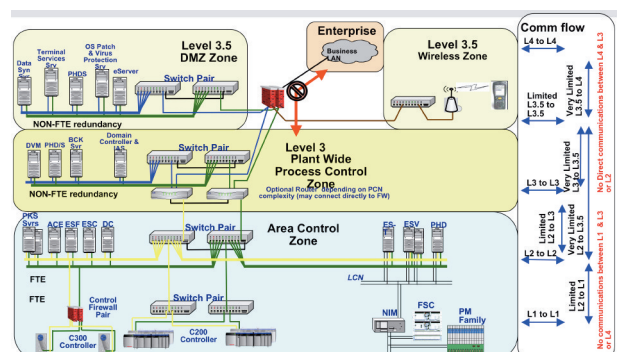 Level 3.5
DMZ Zone
Data
Syn
Srv
Terminal
Services
Srv
PHDS
OS Patch
& Virus
Protection
Srv
eServer
Switch Pair
NON-FTE redundancy
Enterprise
Business
LAN
Level 3.5
Wireless Zone
DVM
PHD/S
BCK
Svr
Domain
Controller &
IAS
Switch Pair
NON-FTE redundancy
Level 3
Plant Wide
Process Control
Zone
Optional Router depending on PCN
complexity (may connect directly to FW)
PKS
Svrs
ACE
ESF
ESC
DC
Switch Pair
Area Control
Zone
ES-
ESV
PHD
FTE
FTE
LCN
Control
Firewall
Pair
Switch Pair
C300
Controller
C200
Controller
NIM
FSC
PM
Family
Comm flow
L4 to L4
Limited
L3.5 to
L3.5
Very Limited
L3.5 to L4
No Direct communications between L4 & L3
or L2
L3 to L3
Very Limited
L3 to L3.5
Limited
L2 to L3
Very Limited
L2 to L3.5
L2 to L2
Limited
L2 to L1
L1 to L1
No communications between L1 & L3
or L4